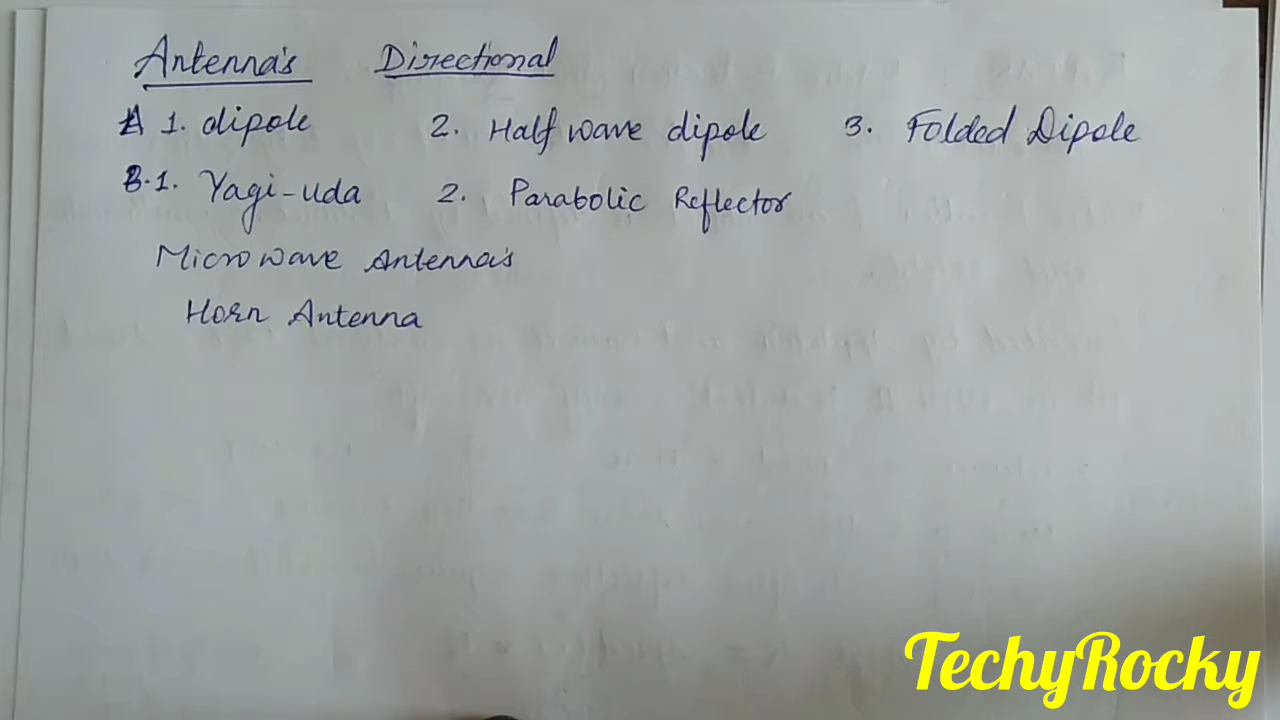 Antenna's Directional
A 1. dipole 2. Half wave dipole 3. Folded Dipole
B.1. Yagi-Uda 2. Parabolic Reflector
Microwave Antenna's
Horn Antenna
TechyRocky